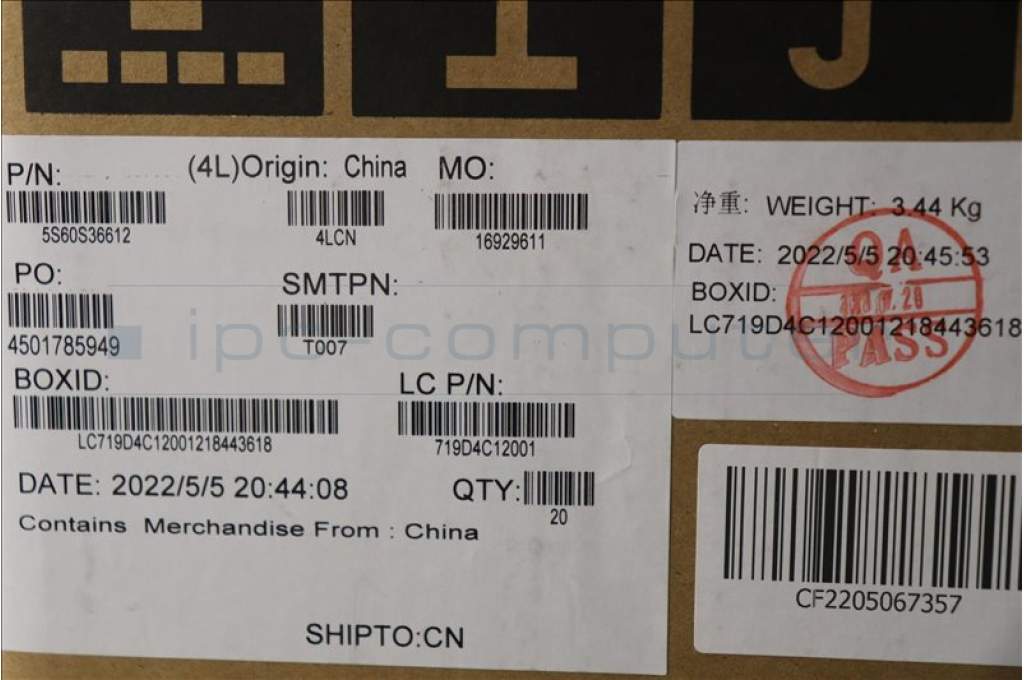 P/N:
(4L)Origin: China
MO:
5S60S36612
4LCN
16929611
PO:
SMTPN:
4501785949
T007
BOXID:
LC P/N:
LC719D4C12001218443618
719D4C12001
DATE: 2022/5/5 20:44:08
QTY:
20
Contains Merchandise From : China
SHIPTO:CN
净重: WEIGHT: 3.44 Kg
DATE: 2022/5/5 20:45:53
BOXID:
LC719D4C12001218443618
QA
PASS
CF2205067357
ipc-compute